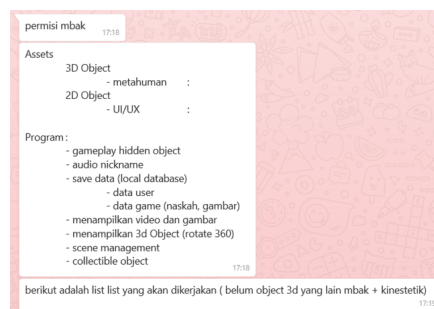 permisi mbak
17:18
Assets
3D Object
- metahuman :
2D Object
- UI/UX :
Program :
- gameplay hidden object
- audio nickname
- save data (local database)
- data user
- data game (naskah, gambar)
- menampilkan video dan gambar
- menampilkan 3d Object (rotate 360)
- scene management
- collectible object
17:18
berikut adalah list list yang akan dikerjakan ( belum object 3d yang lain mbak + kinestetik)
17:19